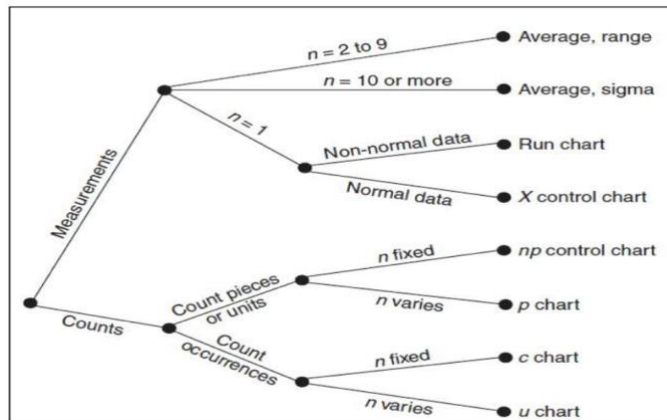 n = 2 to 9
Average, range
n = 10 or more
Average, sigma
n = 1
Measurements
Non-normal data
Run chart
Normal data
X control chart
n fixed
np control chart
Count pieces
or units
n varies
p chart
Counts
Count
occurrences
n fixed
c chart
n varies
u chart